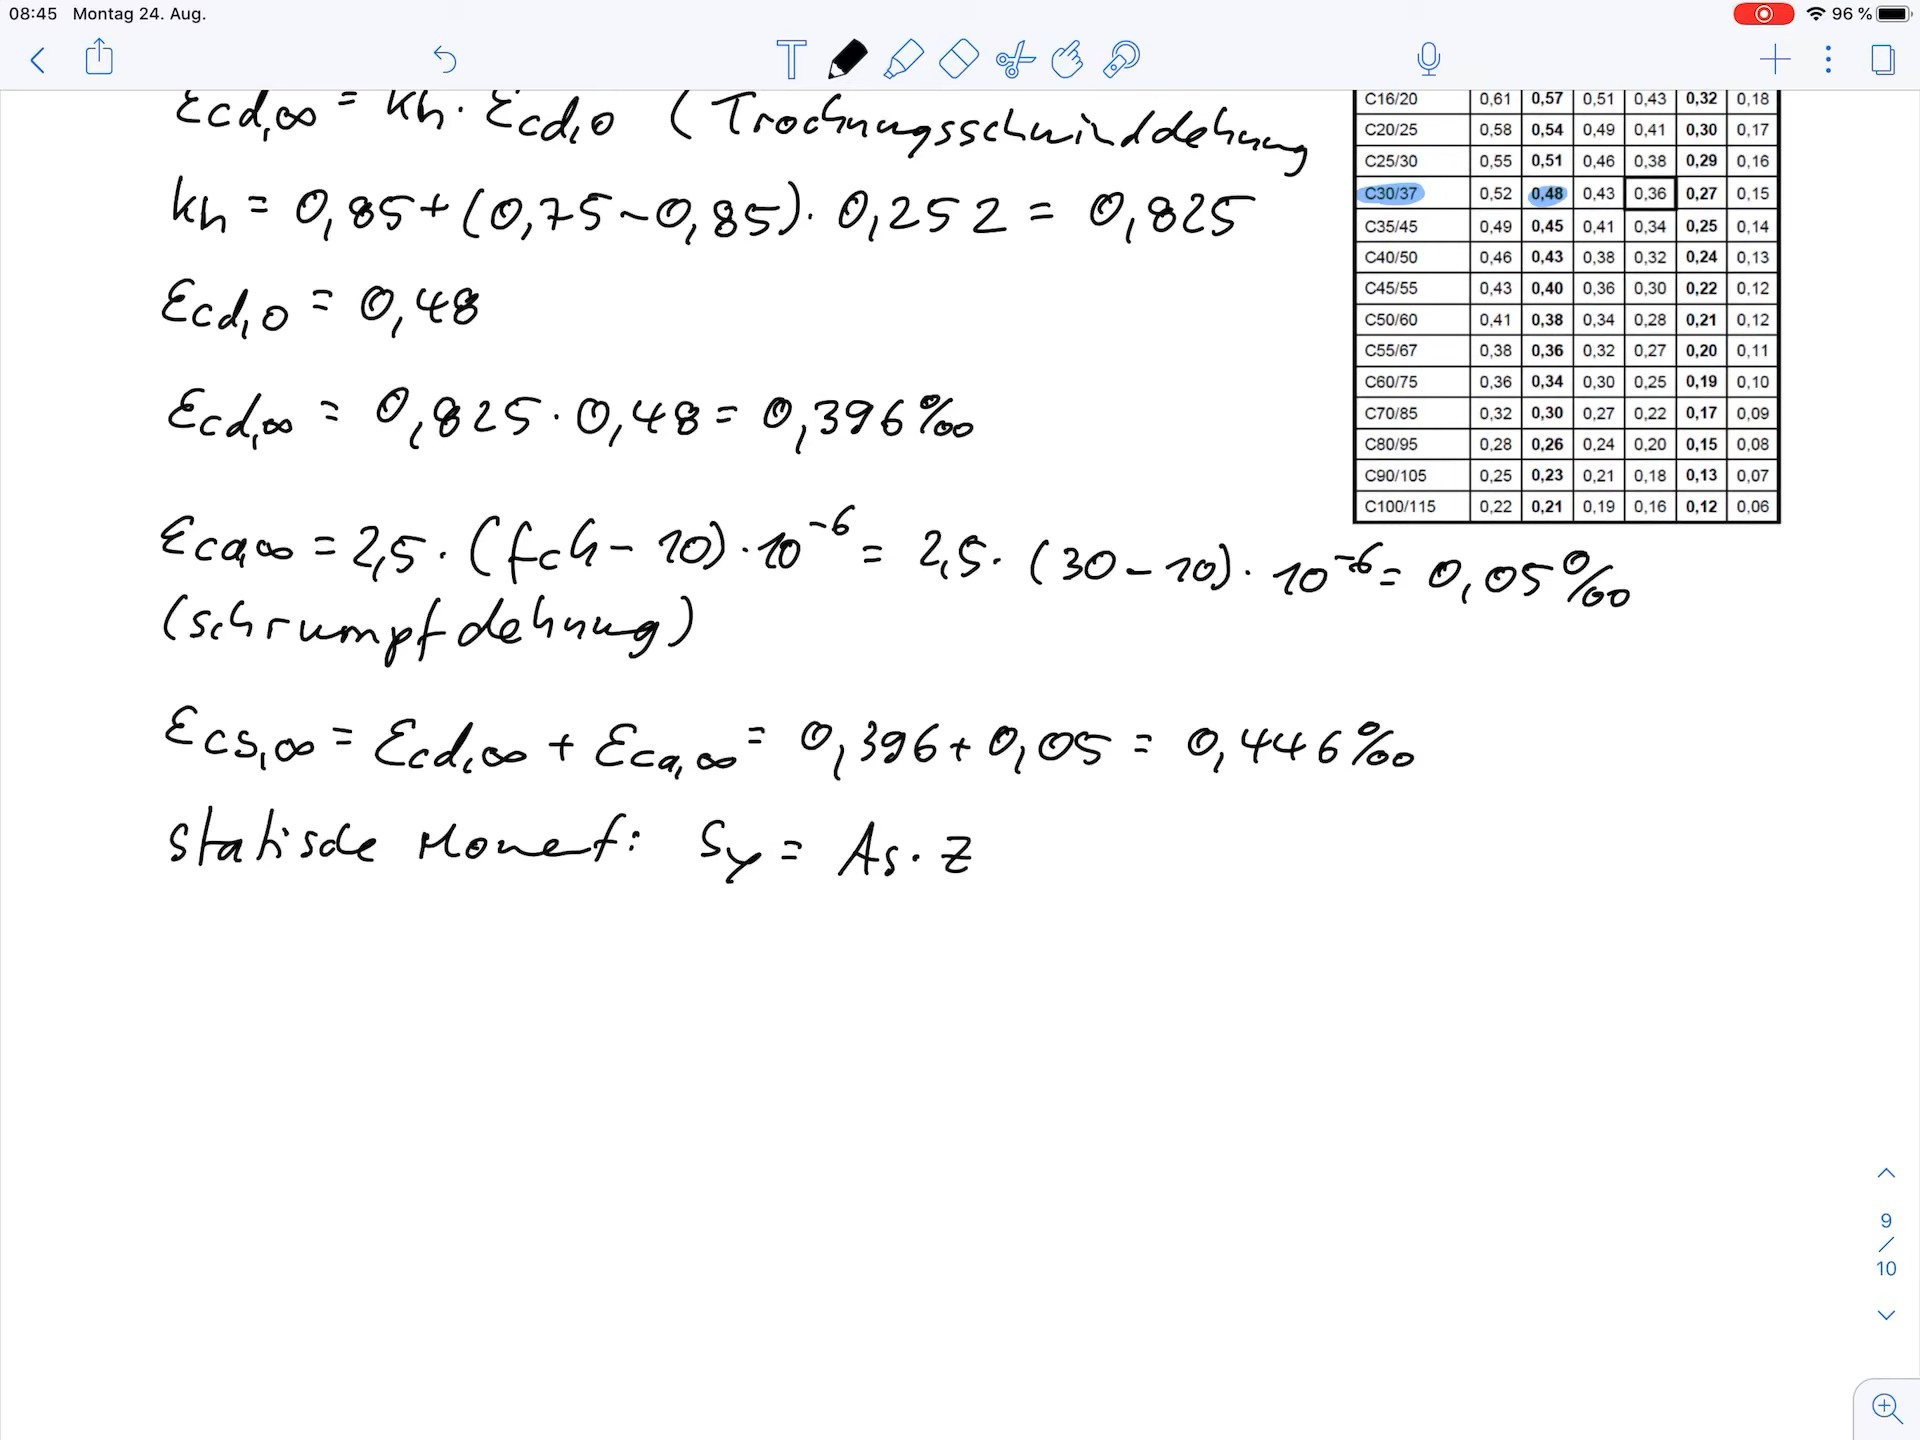 08:45 Montag 24. Aug.
96 %
εcd,∞ = kh · εcd,0 (Trocknungsschwinddehnung
kh = 0,85+(0,75-0,85)· 0,252 = 0,825
εcd,0 = 0,48
εcd,∞ = 0,825·0,48 = 0,396‰
εca∞ = 2,5·(fck-10)·10⁻⁶ = 2,5·(30-10)·10⁻⁶ = 0,05‰
(schrumpfdehnung)
εcs,∞ = εcd,∞ + εca,∞ = 0,396+0,05 = 0,446‰
statische Moment: Sy = As·z
C16/20 0,61 0,57 0,51 0,43 0,32 0,18
C20/25 0,58 0,54 0,49 0,41 0,30 0,17
C25/30 0,55 0,51 0,46 0,38 0,29 0,16
C30/37 0,52 0,48 0,43 0,36 0,27 0,15
C35/45 0,49 0,45 0,41 0,34 0,25 0,14
C40/50 0,46 0,43 0,38 0,32 0,24 0,13
C45/55 0,43 0,40 0,36 0,30 0,22 0,12
C50/60 0,41 0,38 0,34 0,28 0,21 0,12
C55/67 0,38 0,36 0,32 0,27 0,20 0,11
C60/75 0,36 0,34 0,30 0,25 0,19 0,10
C70/85 0,32 0,30 0,27 0,22 0,17 0,09
C80/95 0,28 0,26 0,24 0,20 0,15 0,08
C90/105 0,25 0,23 0,21 0,18 0,13 0,07
C100/115 0,22 0,21 0,19 0,16 0,12 0,06
9
/
10